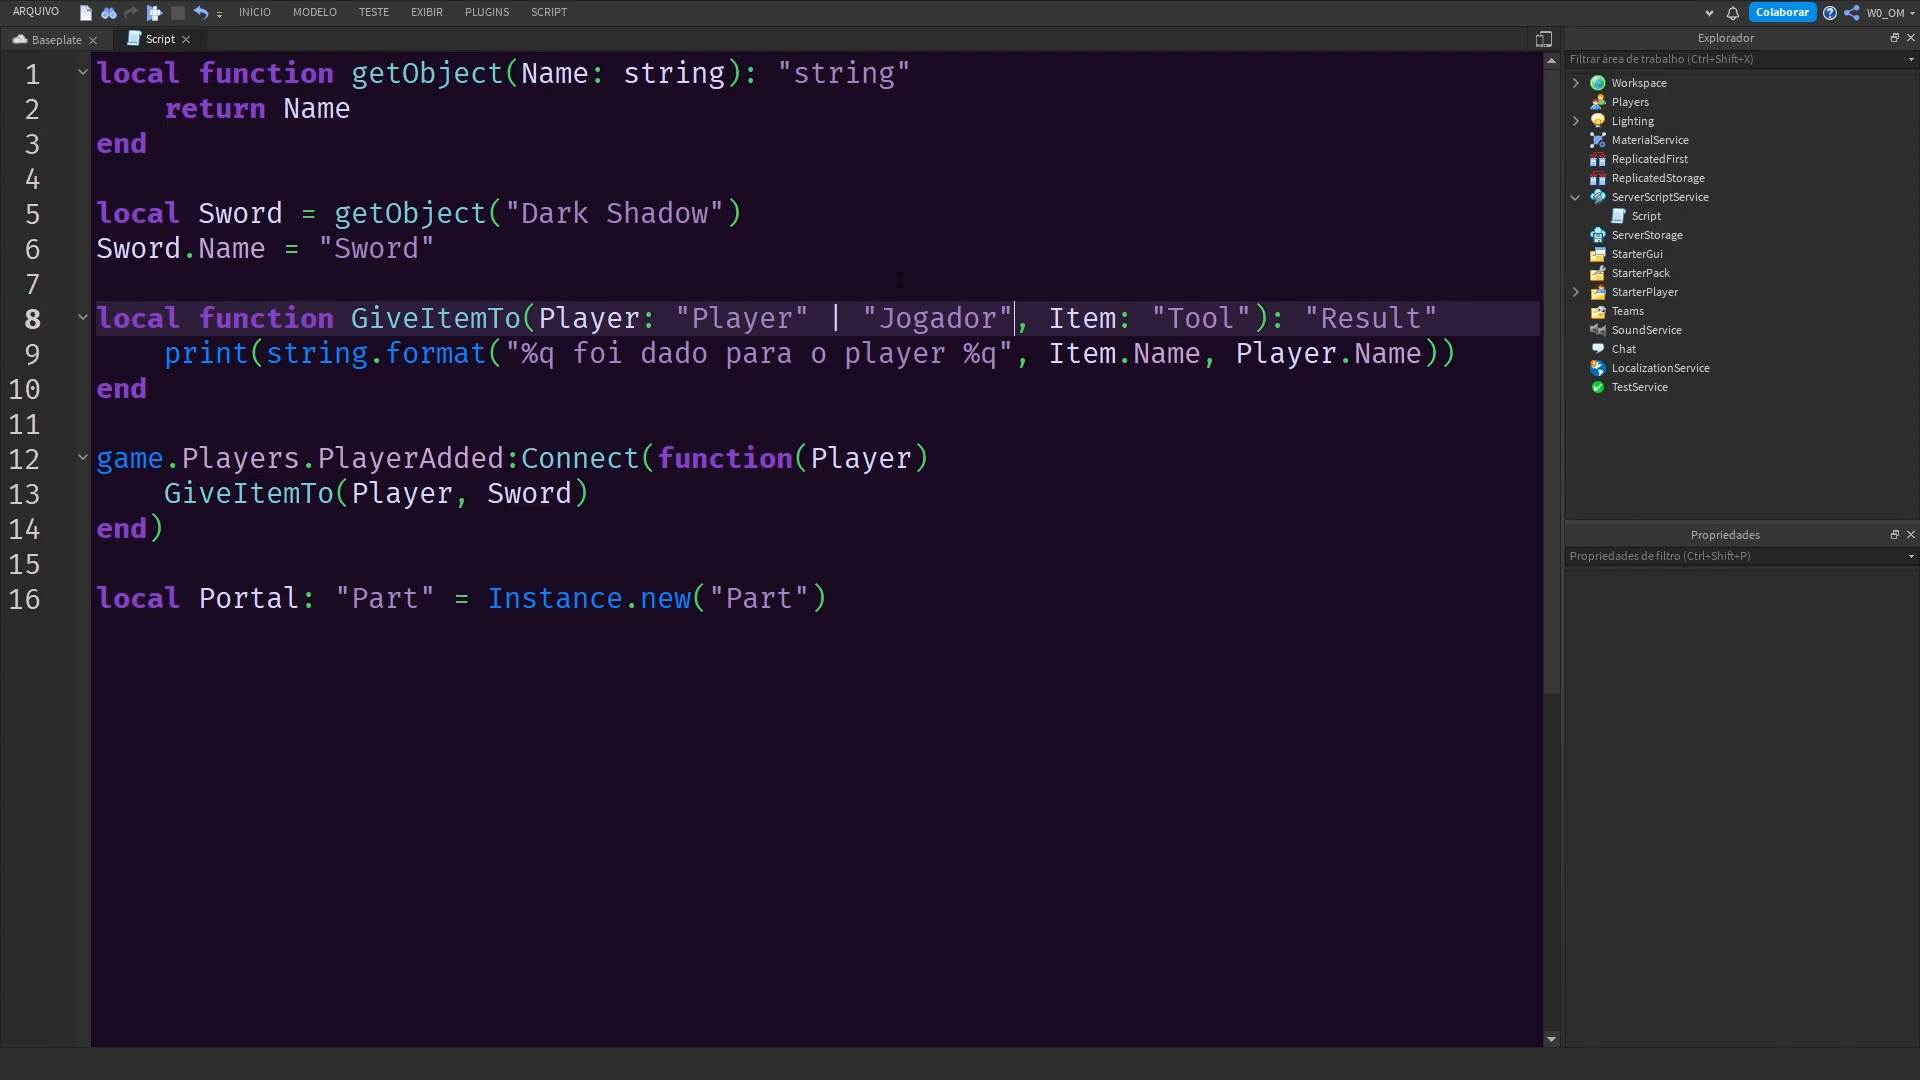 ARQUIVO INÍCIO MODELO TESTE EXIBIR PLUGINS SCRIPT Colaborar W0_OM
Baseplate Script
1 local function getObject(Name: string): "string"
2 return Name
3 end
4
5 local Sword = getObject("Dark Shadow")
6 Sword.Name = "Sword"
7
8 local function GiveItemTo(Player: "Player" | "Jogador", Item: "Tool"): "Result"
9 print(string.format("%q foi dado para o player %q", Item.Name, Player.Name))
10 end
11
12 game.Players.PlayerAdded:Connect(function(Player)
13 GiveItemTo(Player, Sword)
14 end)
15
16 local Portal: "Part" = Instance.new("Part")
Explorador
Filtrar área de trabalho (Ctrl+Shift+X)
Workspace
Players
Lighting
MaterialService
ReplicatedFirst
ReplicatedStorage
ServerScriptService
Script
ServerStorage
StarterGui
StarterPack
StarterPlayer
Teams
SoundService
Chat
LocalizationService
TestService
Propriedades
Propriedades de filtro (Ctrl+Shift+P)